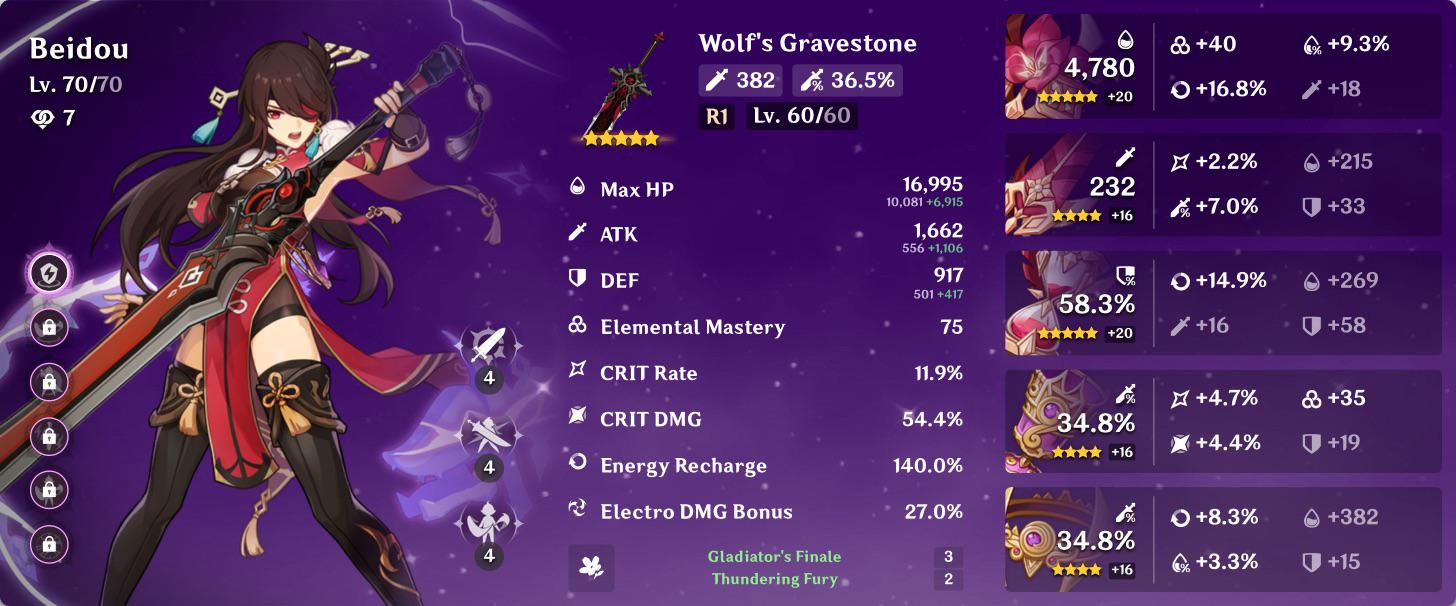 Beidou
Lv. 70/70
7
4
4
4
Wolf's Gravestone
382 36.5%
R1 Lv. 60/60
Max HP 16,995
10,081 +6,915
ATK 1,662
556 +1,106
DEF 917
501 +417
Elemental Mastery 75
CRIT Rate 11.9%
CRIT DMG 54.4%
Energy Recharge 140.0%
Electro DMG Bonus 27.0%
Gladiator's Finale 3
Thundering Fury 2
4,780
+20
+40 +9.3%
+16.8% +18
232
+16
+2.2% +215
+7.0% +33
58.3%
+20
+14.9% +269
+16 +58
34.8%
+16
+4.7% +35
+4.4% +19
34.8%
+16
+8.3% +382
+3.3% +15